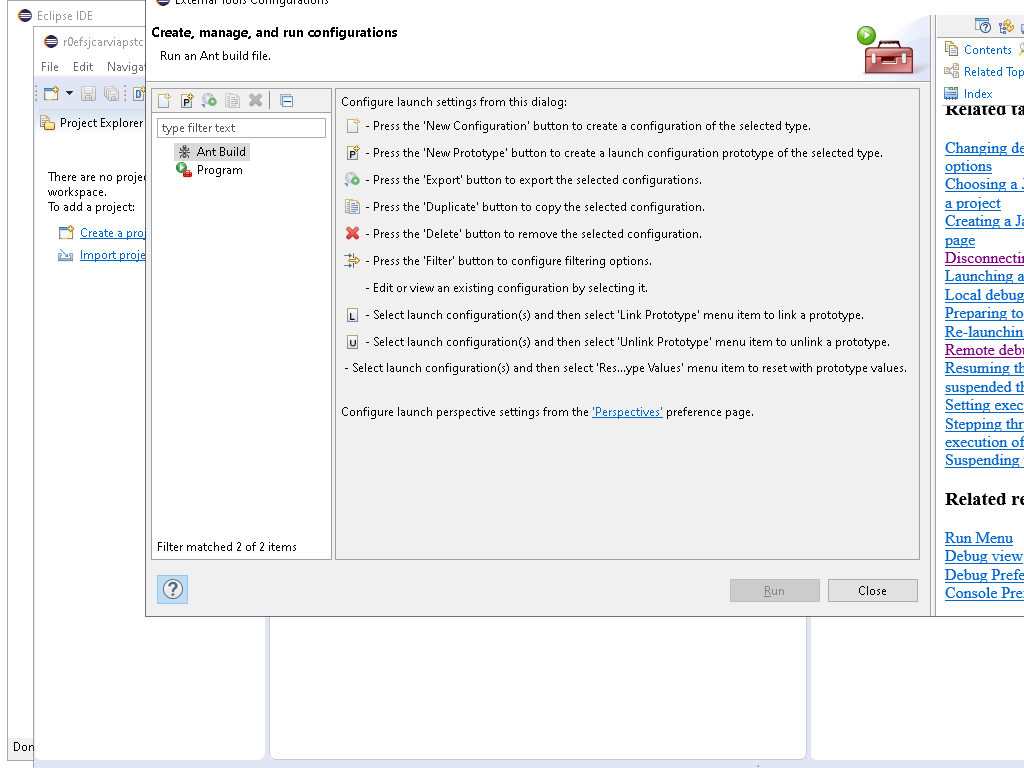 Eclipse IDE
External Tools Configurations
r0efsjcarviapstc
File Edit Naviga
Create, manage, and run configurations
Run an Ant build file.
Project Explorer
There are no proje
workspace.
To add a project:
Create a proj
Import proje
type filter text
Ant Build
Program
Filter matched 2 of 2 items
Configure launch settings from this dialog:
- Press the 'New Configuration' button to create a configuration of the selected type.
- Press the 'New Prototype' button to create a launch configuration prototype of the selected type.
- Press the 'Export' button to export the selected configurations.
- Press the 'Duplicate' button to copy the selected configuration.
- Press the 'Delete' button to remove the selected configuration.
- Press the 'Filter' button to configure filtering options.
- Edit or view an existing configuration by selecting it.
L - Select launch configuration(s) and then select 'Link Prototype' menu item to link a prototype.
U - Select launch configuration(s) and then select 'Unlink Prototype' menu item to unlink a prototype.
- Select launch configuration(s) and then select 'Res...ype Values' menu item to reset with prototype values.
Configure launch perspective settings from the 'Perspectives' preference page.
Run
Close
Contents
Related Top
Index
Related ta
Changing de
options
Choosing a J
a project
Creating a Ja
page
Disconnectin
Launching a
Local debug
Preparing to
Re-launchin
Remote debu
Resuming th
suspended th
Setting exec
Stepping thr
execution of
Suspending
Related re
Run Menu
Debug view
Debug Prefe
Console Pre
Don